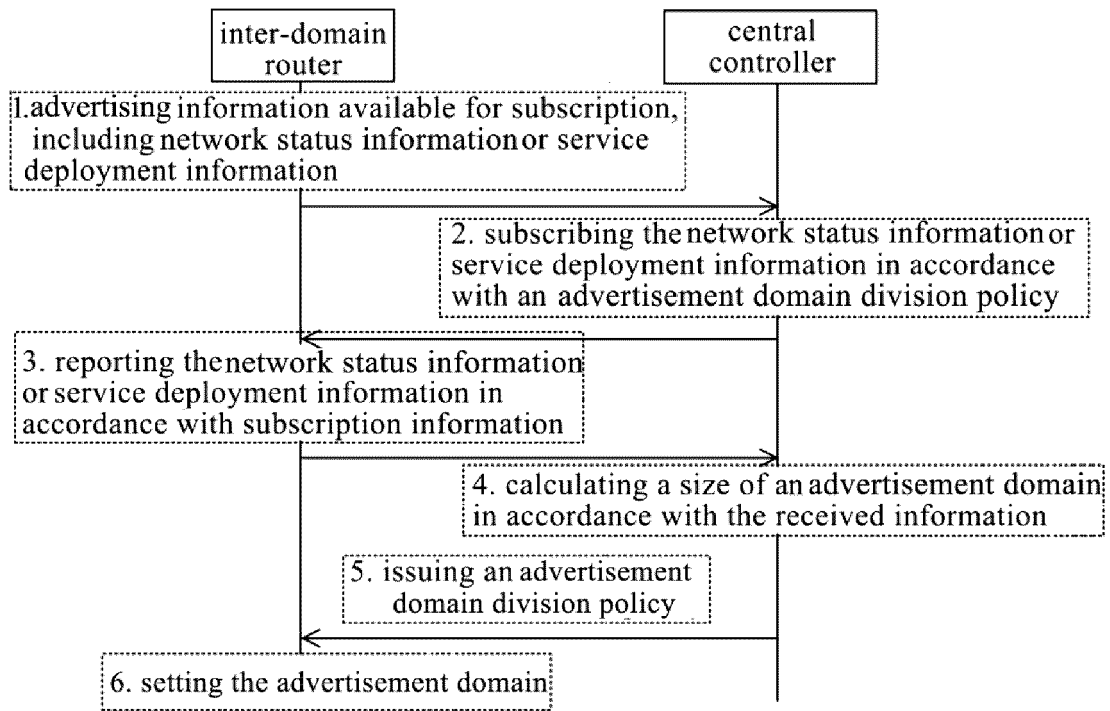 inter-domain
router
central
controller
1.advertising information available for subscription,
including network status information or service
deployment information
2. subscribing the network status information or
service deployment information in accordance
with an advertisement domain division policy
3. reporting the network status information
or service deployment information in
accordance with subscription information
4. calculating a size of an advertisement domain
in accordance with the received information
5. issuing an advertisement
domain division policy
6. setting the advertisement domain